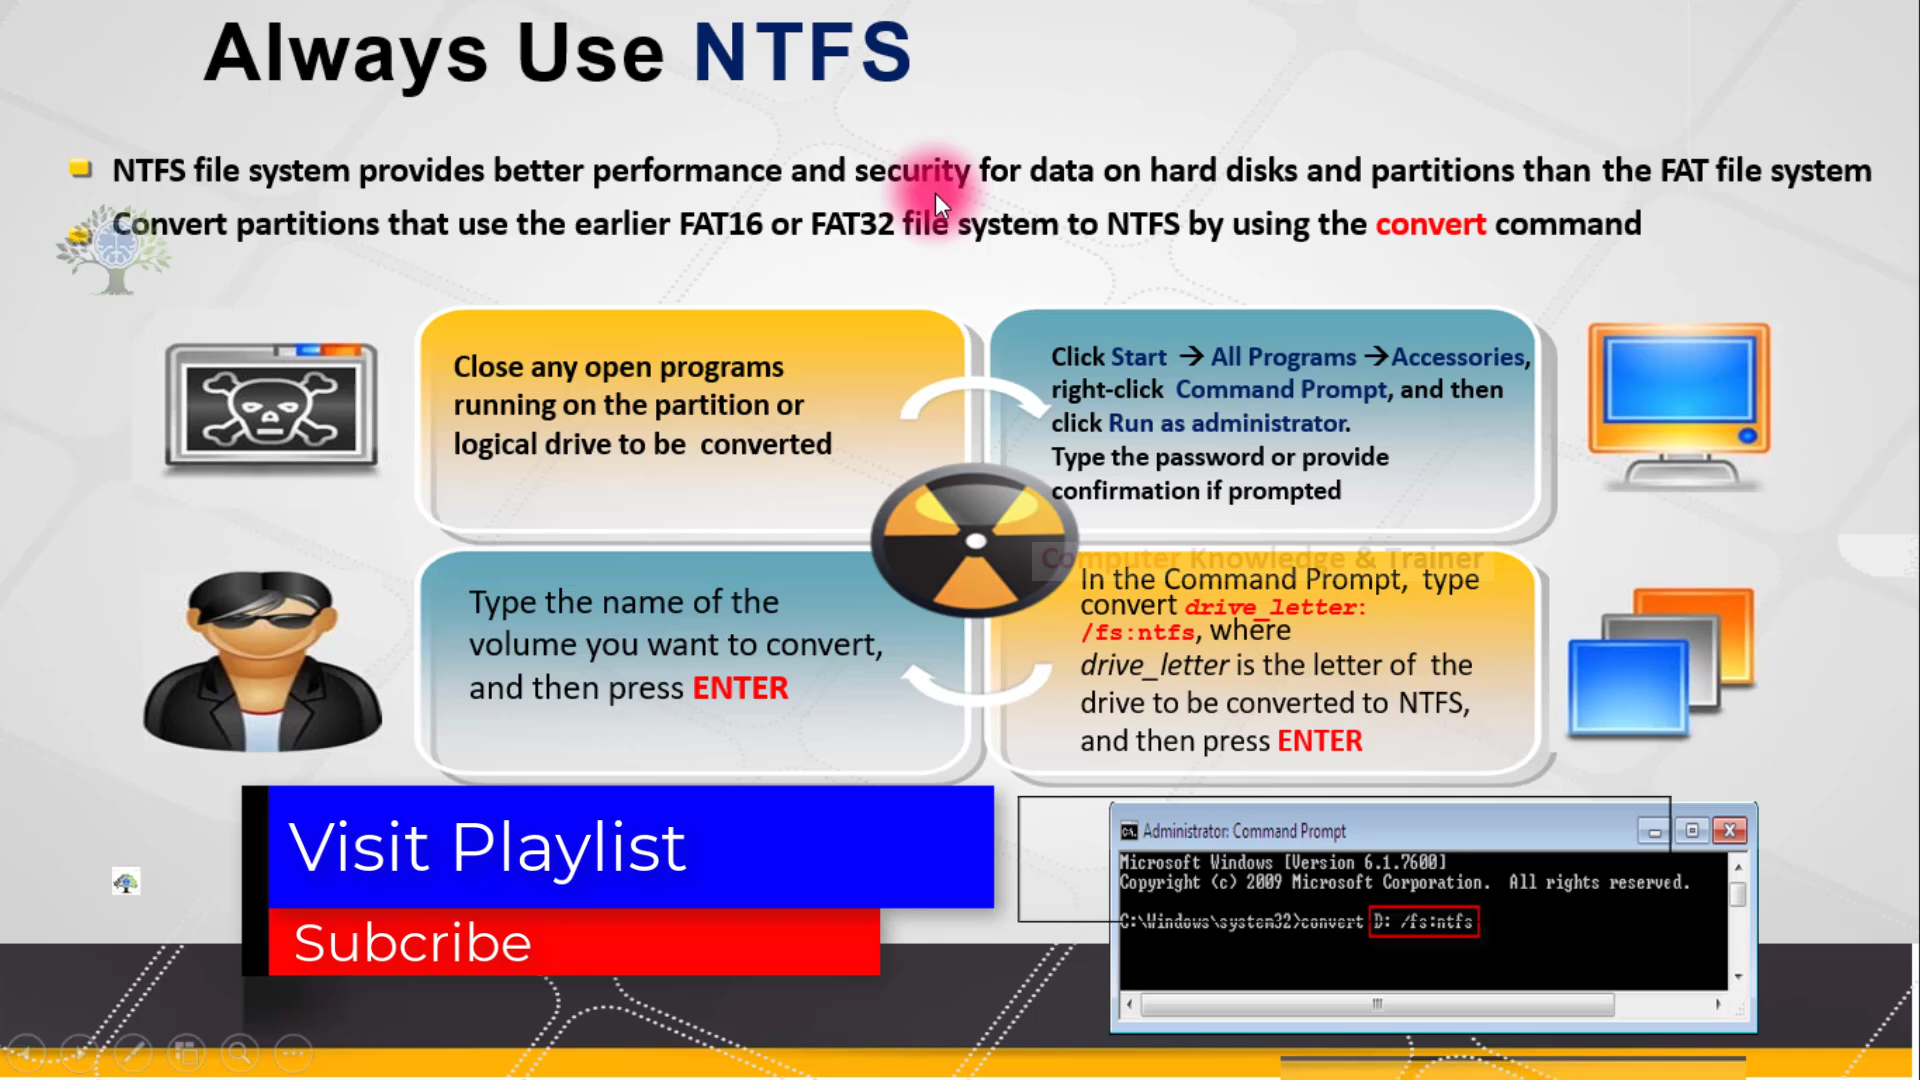 Always Use NTFS
NTFS file system provides better performance and security for data on hard disks and partitions than the FAT file system
Convert partitions that use the earlier FAT16 or FAT32 file system to NTFS by using the convert command
Close any open programs
running on the partition or
logical drive to be converted
Click Start → All Programs →Accessories,
right-click Command Prompt, and then
click Run as administrator.
Type the password or provide
confirmation if prompted
Computer Knowledge & Trainer
Type the name of the
volume you want to convert,
and then press ENTER
In the Command Prompt, type
convert drive_letter:
/fs:ntfs, where
drive_letter is the letter of the
drive to be converted to NTFS,
and then press ENTER
Visit Playlist
Subcribe
Administrator: Command Prompt
Microsoft Windows [Version 6.1.7600]
Copyright (c) 2009 Microsoft Corporation. All rights reserved.
C:\Windows\system32>convert D: /fs:ntfs